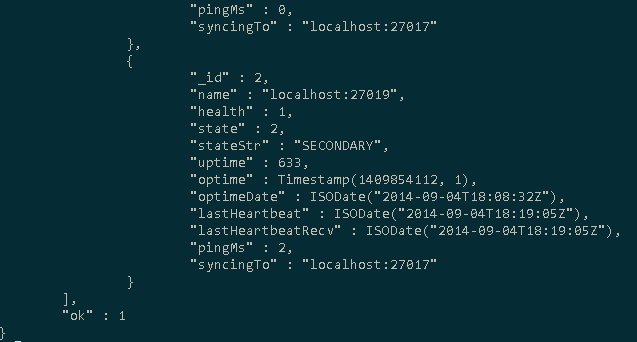 "pingMs" : 0,
"syncingTo" : "localhost:27017"
},
{
"_id" : 2,
"name" : "localhost:27019",
"health" : 1,
"state" : 2,
"stateStr" : "SECONDARY",
"uptime" : 633,
"optime" : Timestamp(1409854112, 1),
"optimeDate" : ISODate("2014-09-04T18:08:32Z"),
"lastHeartbeat" : ISODate("2014-09-04T18:19:05Z"),
"lastHeartbeatRecv" : ISODate("2014-09-04T18:19:05Z"),
"pingMs" : 2,
"syncingTo" : "localhost:27017"
}
],
"ok" : 1
}